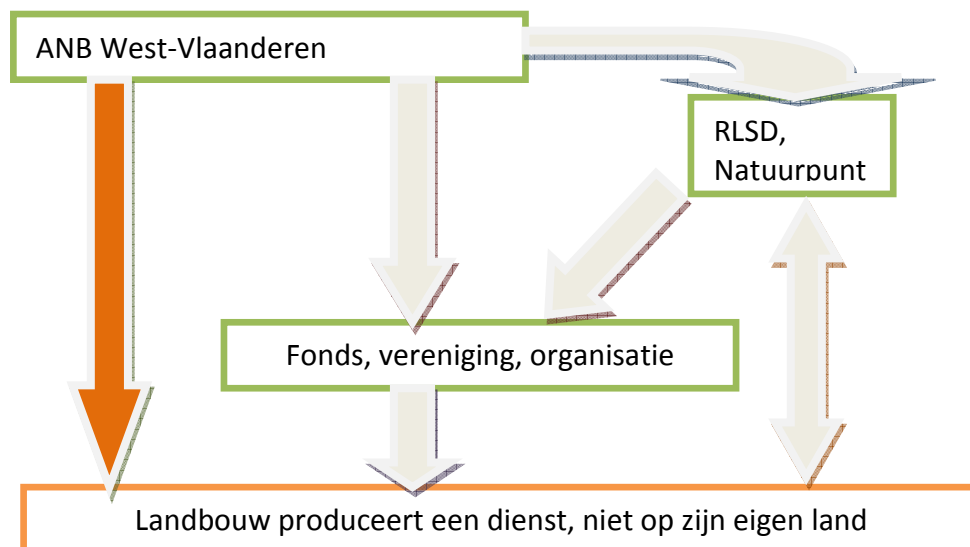 ANB West-Vlaanderen
RLSD,
Natuurpunt
Fonds, vereniging, organisatie
Landbouw produceert een dienst, niet op zijn eigen land